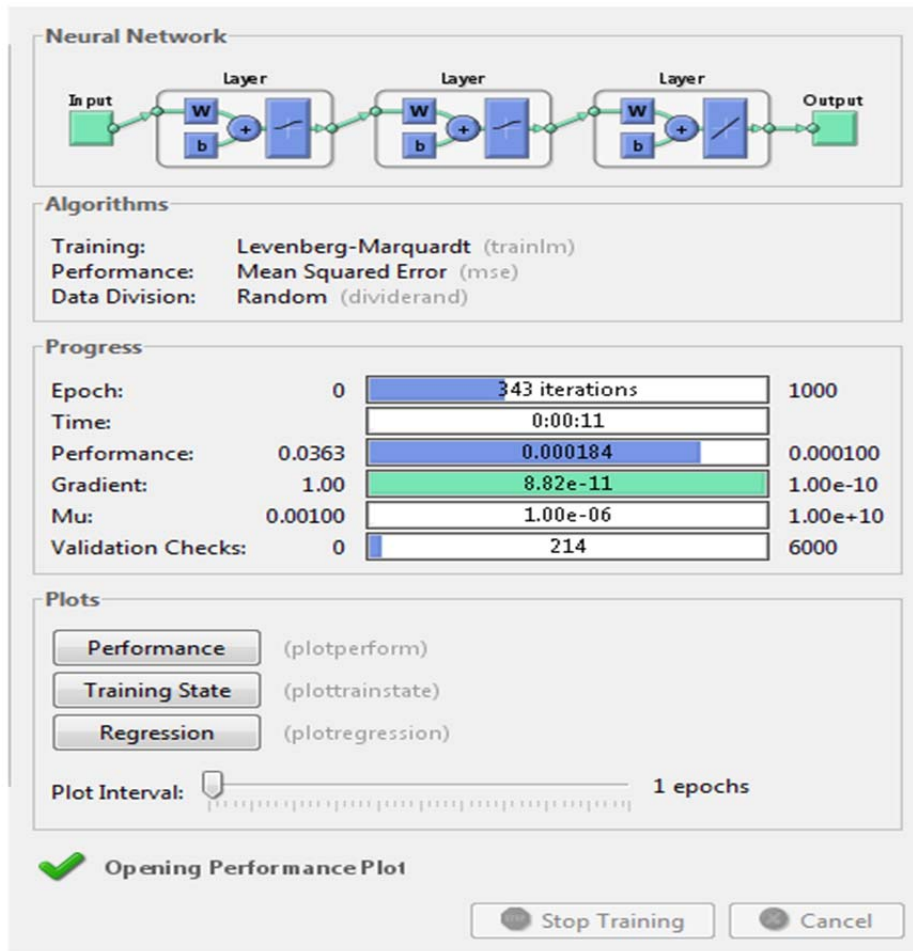 Neural Network
Layer Layer Layer
Input Output
W W W
+ + +
b b b
Algorithms
Training: Levenberg-Marquardt (trainlm)
Performance: Mean Squared Error (mse)
Data Division: Random (dividerand)
Progress
Epoch: 0 343 iterations 1000
Time: 0:00:11
Performance: 0.0363 0.000184 0.000100
Gradient: 1.00 8.82e-11 1.00e-10
Mu: 0.00100 1.00e-06 1.00e+10
Validation Checks: 0 214 6000
Plots
Performance (plotperform)
Training State (plottrainstate)
Regression (plotregression)
Plot Interval: 1 epochs
Opening Performance Plot
Stop Training Cancel